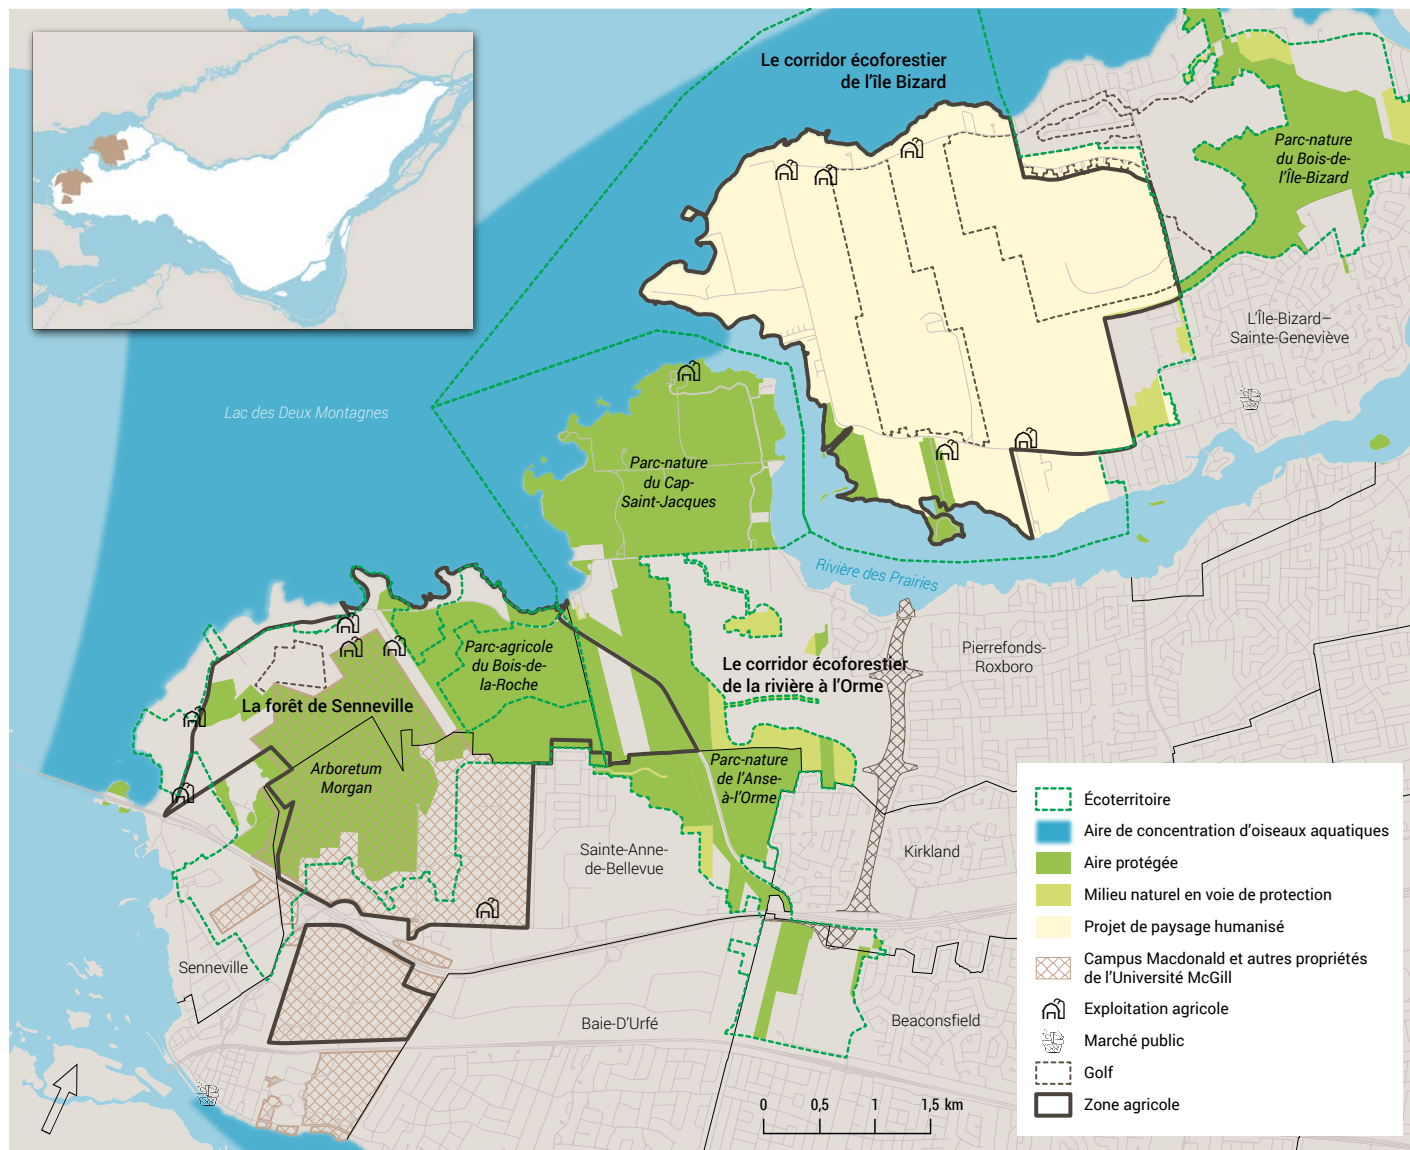 Le corridor écoforestier
de l'île Bizard
Parc-nature
du Bois-de-
l'Île-Bizard
L'Île-Bizard–
Sainte-Geneviève
Lac des Deux Montagnes
Parc-nature
du Cap-
Saint-Jacques
Rivière des Prairies
Pierrefonds-
Roxboro
Parc-agricole
du Bois-de-
la-Roche
Le corridor écoforestier
de la rivière à l'Orme
La forêt de Senneville
Arboretum
Morgan
Parc-nature
de l'Anse-
à-l'Orme
Sainte-Anne-
de-Bellevue
Kirkland
Senneville
Baie-D'Urfé
Beaconsfield
Écoterritoire
Aire de concentration d'oiseaux aquatiques
Aire protégée
Milieu naturel en voie de protection
Projet de paysage humanisé
Campus Macdonald et autres propriétés
de l'Université McGill
Exploitation agricole
Marché public
Golf
Zone agricole
0 0,5 1 1,5 km